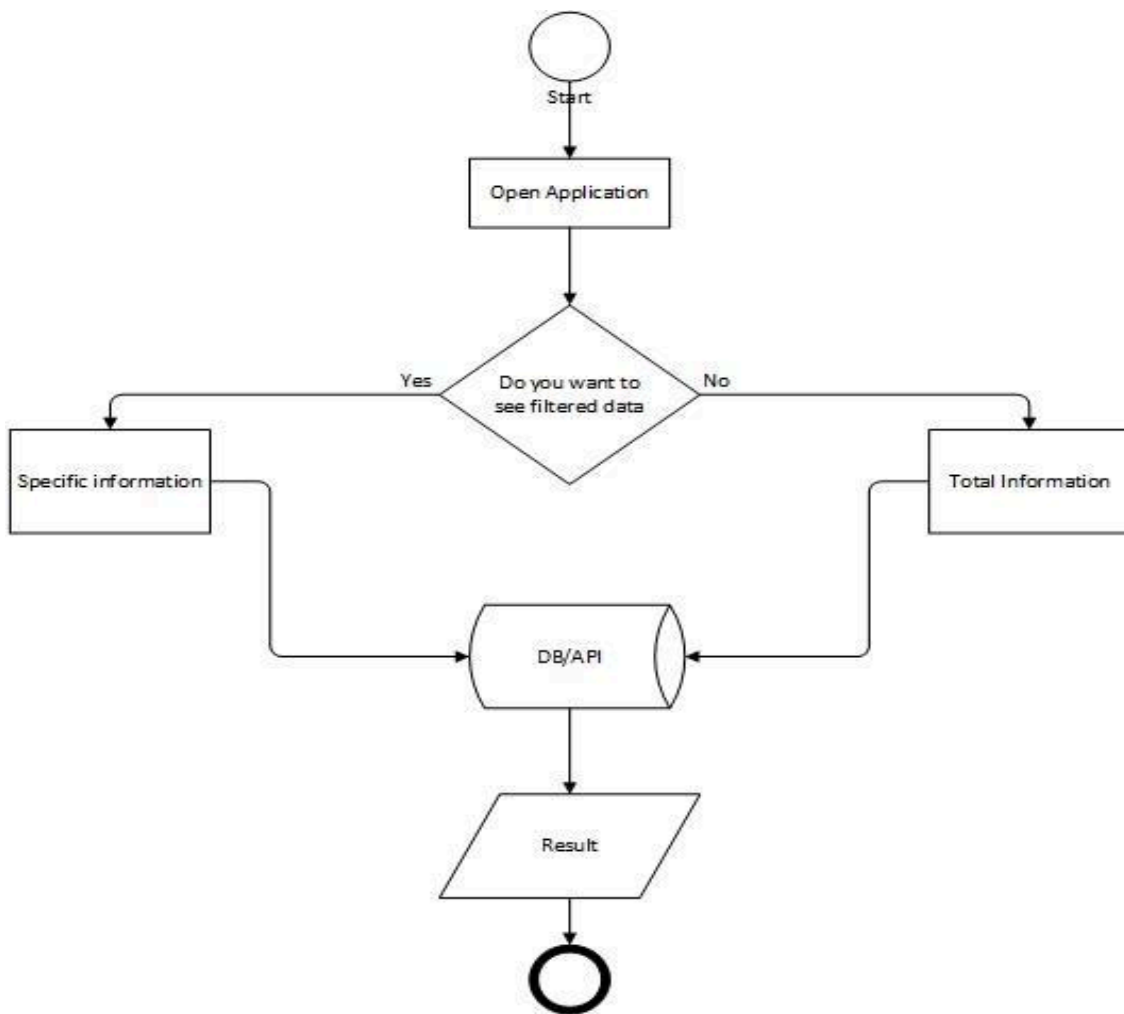 Start
Open Application
Yes
Do you want to
see filtered data
No
Specific information
Total Information
DB/API
Result